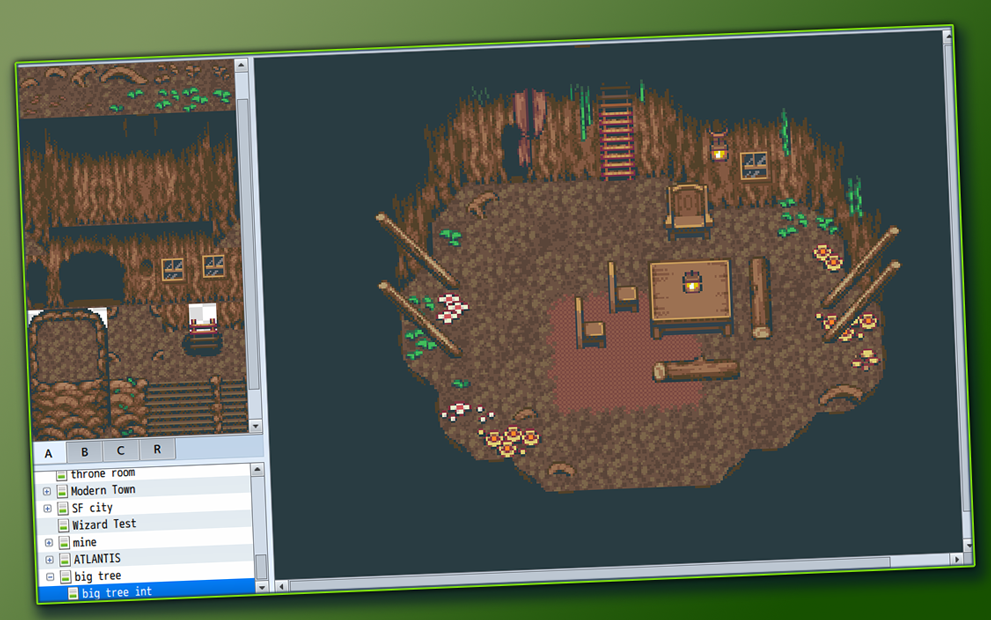 A B C R
throne room
Modern Town
SF city
Wizard Test
mine
ATLANTIS
big tree
big tree int